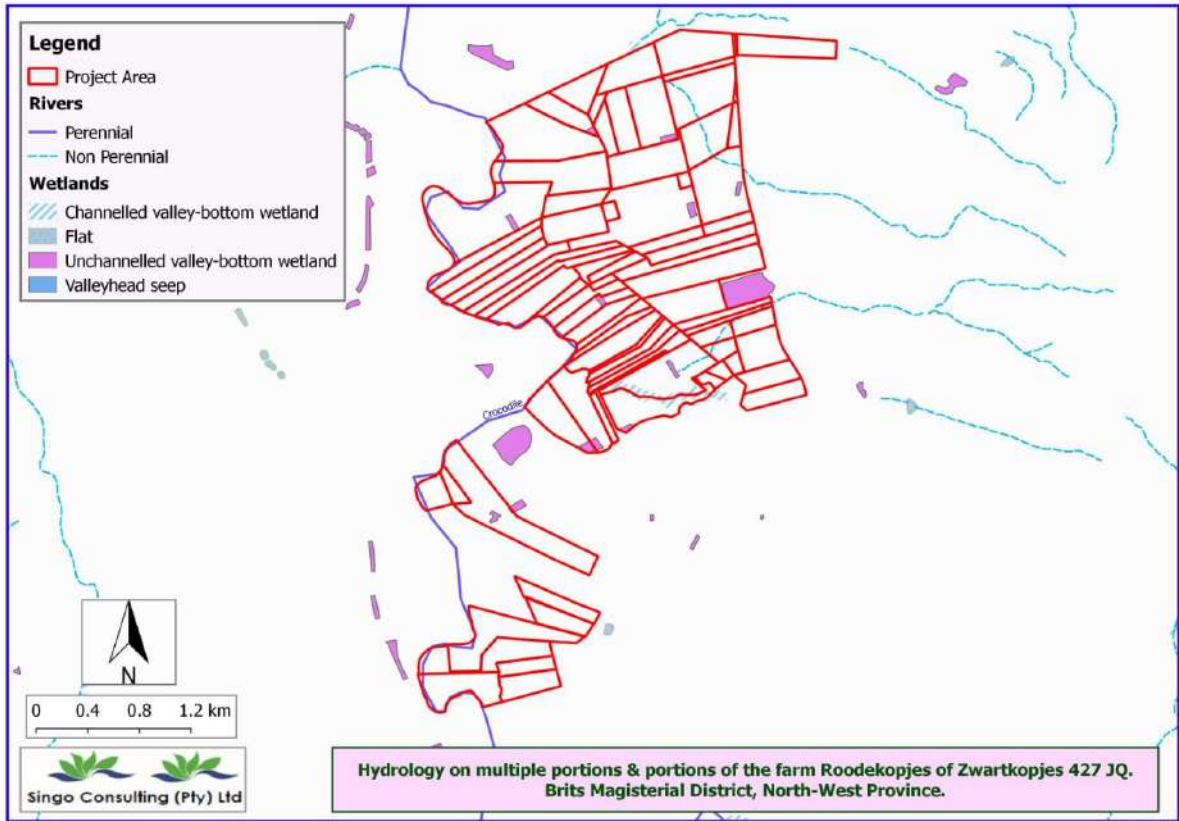 Legend
Project Area
Rivers
Perennial
Non Perennial
Wetlands
Channelled valley-bottom wetland
Flat
Unchannelled valley-bottom wetland
Valleyhead seep
Crocodile
N
0 0.4 0.8 1.2 km
Singo Consulting (Pty) Ltd
Hydrology on multiple portions & portions of the farm Roodekopjes of Zwartkopjes 427 JQ.
Brits Magisterial District, North-West Province.